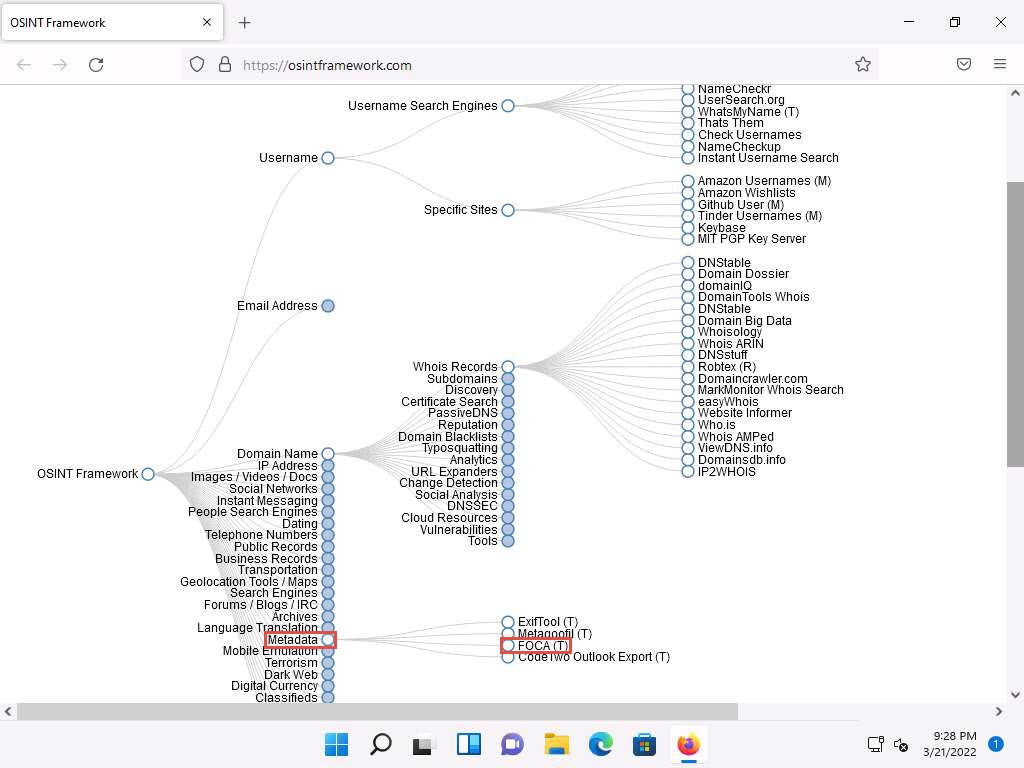 OSINT Framework
https://osintframework.com
NameCheckr
UserSearch.org
WhatsMyName (T)
Thats Them
Check Usernames
NameCheckup
Instant Username Search
Username Search Engines
Username
Specific Sites
Amazon Usernames (M)
Amazon Wishlists
Github User (M)
Tinder Usernames (M)
Keybase
MIT PGP Key Server
Email Address
DNStable
Domain Dossier
domainIQ
DomainTools Whois
DNStable
Domain Big Data
Whoisology
Whois ARIN
DNSstuff
Robtex (R)
Domaincrawler.com
MarkMonitor Whois Search
easyWhois
Website Informer
Who.is
Whois AMPed
ViewDNS.info
Domainsdb.info
IP2WHOIS
Whois Records
Subdomains
Discovery
Certificate Search
PassiveDNS
Reputation
Domain Blacklists
Typosquatting
Analytics
URL Expanders
Change Detection
Social Analysis
DNSSEC
Cloud Resources
Vulnerabilities
Tools
OSINT Framework
Domain Name
IP Address
Images / Videos / Docs
Social Networks
Instant Messaging
People Search Engines
Dating
Telephone Numbers
Public Records
Business Records
Transportation
Geolocation Tools / Maps
Search Engines
Forums / Blogs / IRC
Archives
Language Translation
Metadata
Mobile Emulation
Terrorism
Dark Web
Digital Currency
Classifieds
ExifTool (T)
Metagoofil (T)
FOCA (T)
CodeTwo Outlook Export (T)
9:28 PM
3/21/2022
1